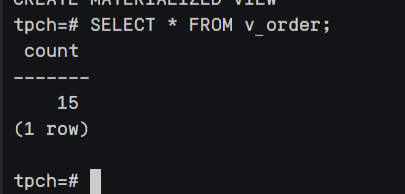 CREATE MATERIALIZED VIEW
tpch=# SELECT * FROM v_order;
 count
-------
    15
(1 row)

tpch=#